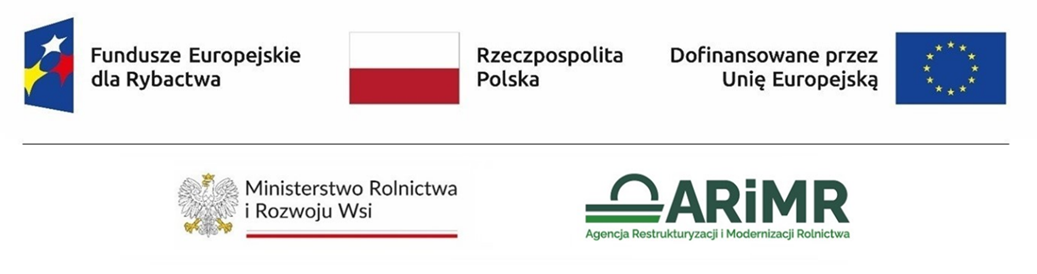 Fundusze Europejskie
dla Rybactwa
Rzeczpospolita
Polska
Dofinansowane przez
Unię Europejską
Ministerstwo Rolnictwa
i Rozwoju Wsi
ARiMR
Agencja Restrukturyzacji i Modernizacji Rolnictwa